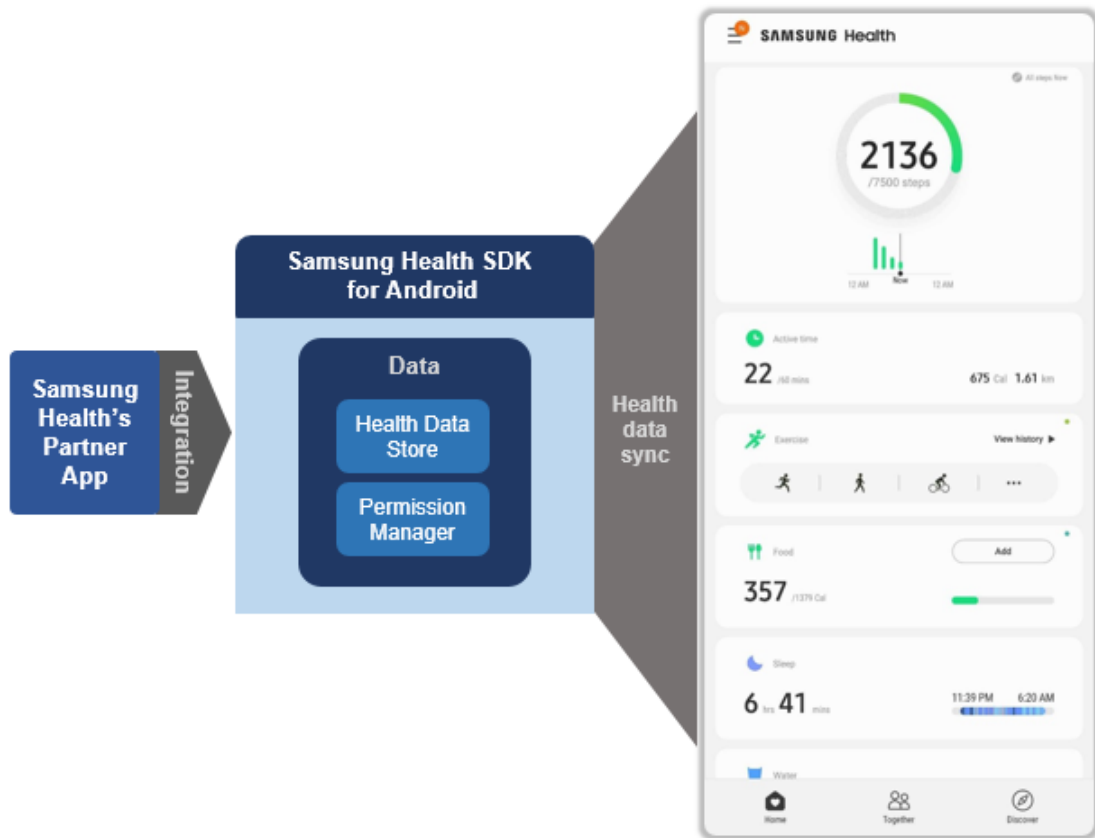 Samsung
Health's
Partner
App
Integration
Samsung Health SDK
for Android
Data
Health Data
Store
Permission
Manager
Health
data
sync
SAMSUNG Health
All steps Now
2136
/7500 steps
12 AM Now 12 AM
Active time
22 /60 mins 675 Cal 1.61 km
Exercise View history
Food Add
357 /1379 Cal
Sleep
6 hrs 41 mins 11:39 PM 6:20 AM
Water
Home Together Discover